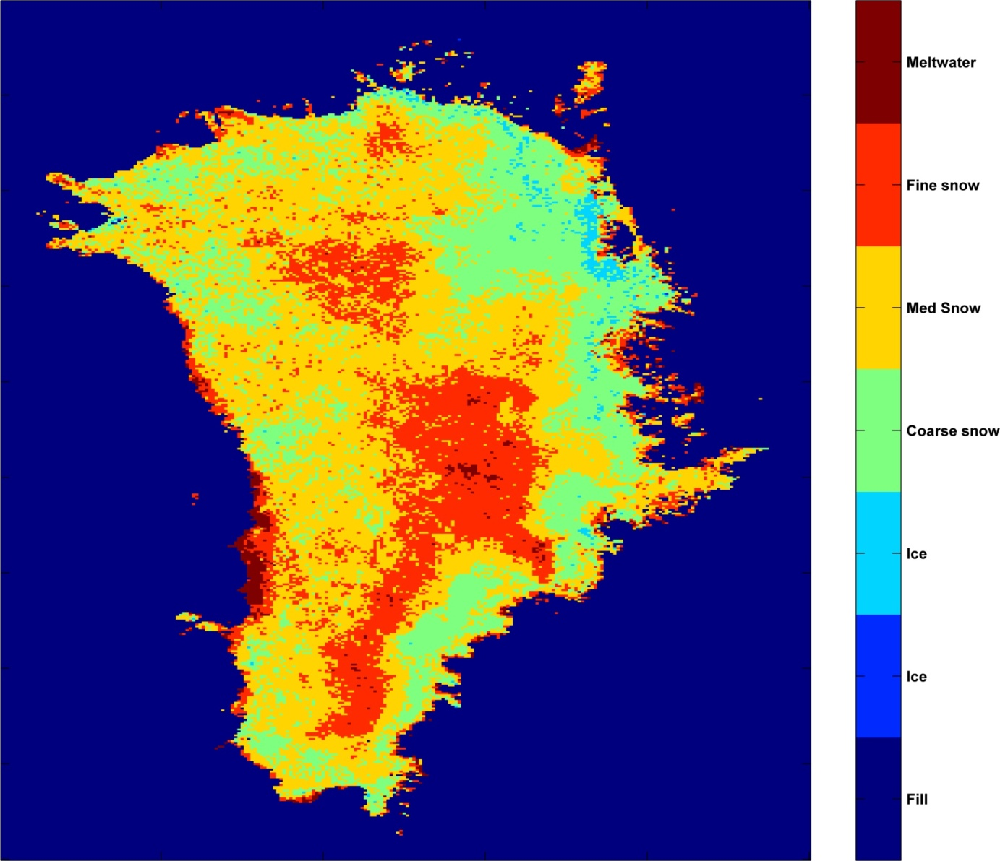 Meltwater
Fine snow
Med Snow
Coarse snow
Ice
Ice
Fill